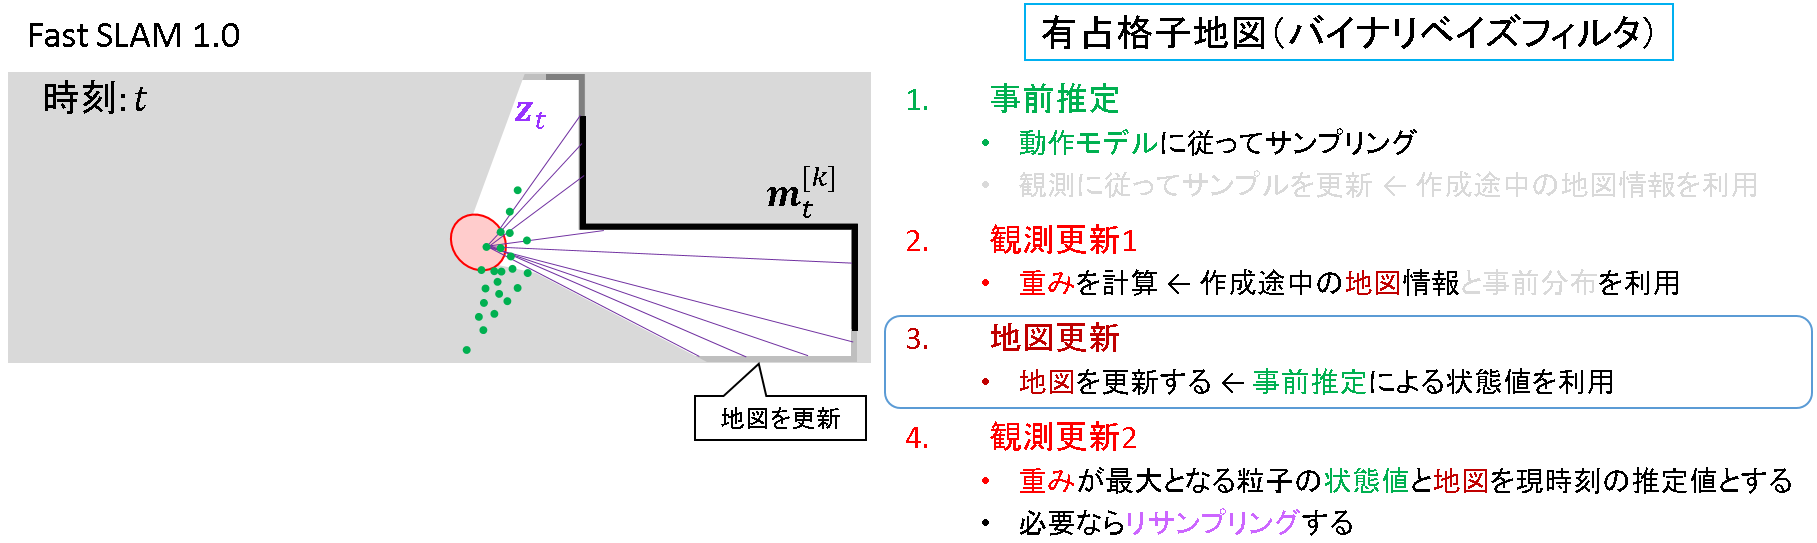 Fast SLAM 1.0
時刻: t
z_t
m_t^[k]
地図を更新
有占格子地図（バイナリベイズフィルタ）
1. 事前推定
• 動作モデルに従ってサンプリング
• 観測に従ってサンプルを更新 ← 作成途中の地図情報を利用
2. 観測更新1
• 重みを計算 ← 作成途中の地図情報と事前分布を利用
3. 地図更新
• 地図を更新する ← 事前推定による状態値を利用
4. 観測更新2
• 重みが最大となる粒子の状態値と地図を現時刻の推定値とする
• 必要ならリサンプリングする